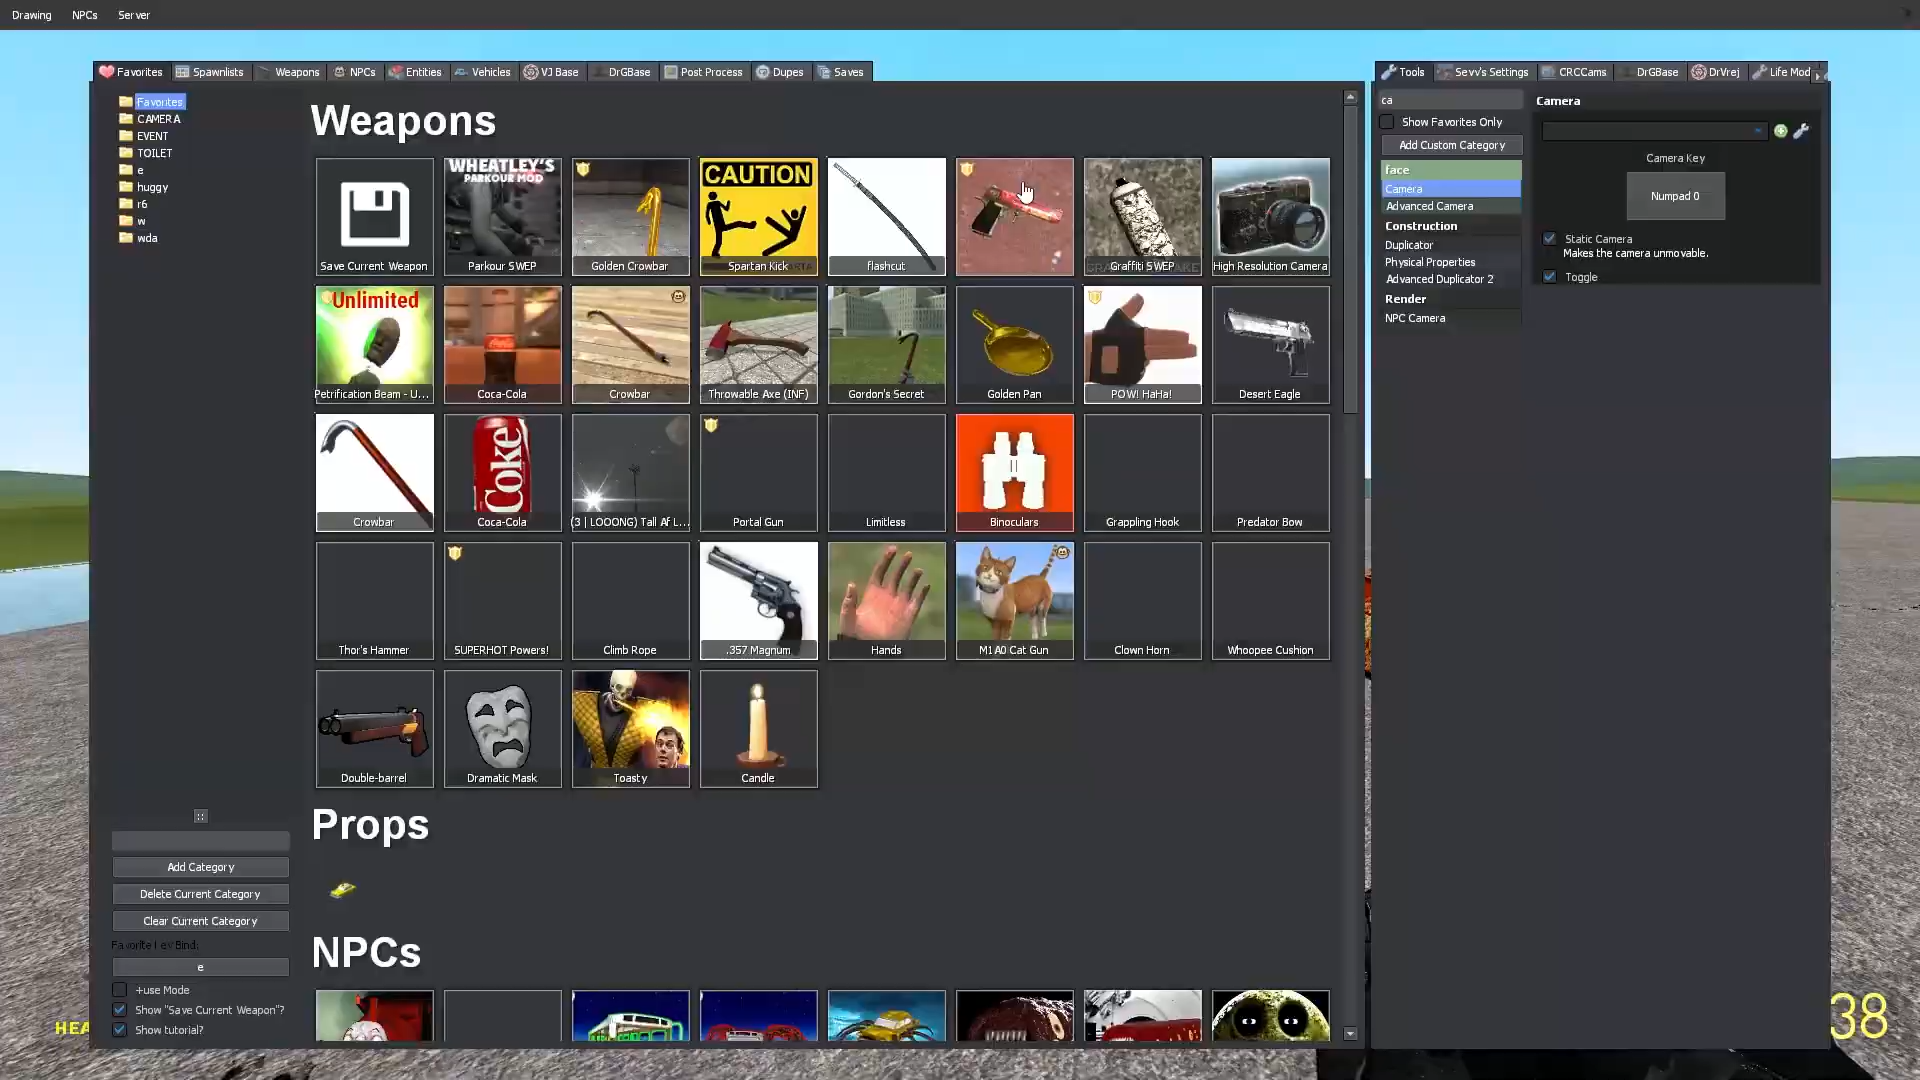 Drawing NPCs Server
Favorites Spawnlists Weapons NPCs Entities Vehicles VJ Base DrGBase Post Process Dupes Saves
Tools Sevv's Settings CRCCams DrGBase DrVrej Life Mod
Favorites
CAMERA
EVENT
TOILET
e
huggy
r6
w
wda
Weapons
WHEATLEY'S
PARKOUR MOD
CAUTION
Save Current Weapon Parkour SWEP Golden Crowbar Spartan Kick flashcut Graffiti SWEP High Resolution Camera
Unlimited
Petrification Beam - U... Coca-Cola Crowbar Throwable Axe (INF) Gordon's Secret Golden Pan POW! HaHa! Desert Eagle
Coke
Crowbar Coca-Cola (3 | LOOONG) Tall Af L... Portal Gun Limitless Binoculars Grappling Hook Predator Bow
Thor's Hammer SUPERHOT Powers! Climb Rope .357 Magnum Hands M1A0 Cat Gun Clown Horn Whoopee Cushion
Double-barrel Dramatic Mask Toasty Candle
Props
NPCs
Add Category
Delete Current Category
Clear Current Category
Favorite Key Bind:
e
+use Mode
Show "Save Current Weapon"?
Show tutorial?
ca
Show Favorites Only
Add Custom Category
face
Camera
Advanced Camera
Construction
Duplicator
Physical Properties
Advanced Duplicator 2
Render
NPC Camera
Camera
Camera Key
Numpad 0
Static Camera
Makes the camera unmovable.
Toggle
HEA
38